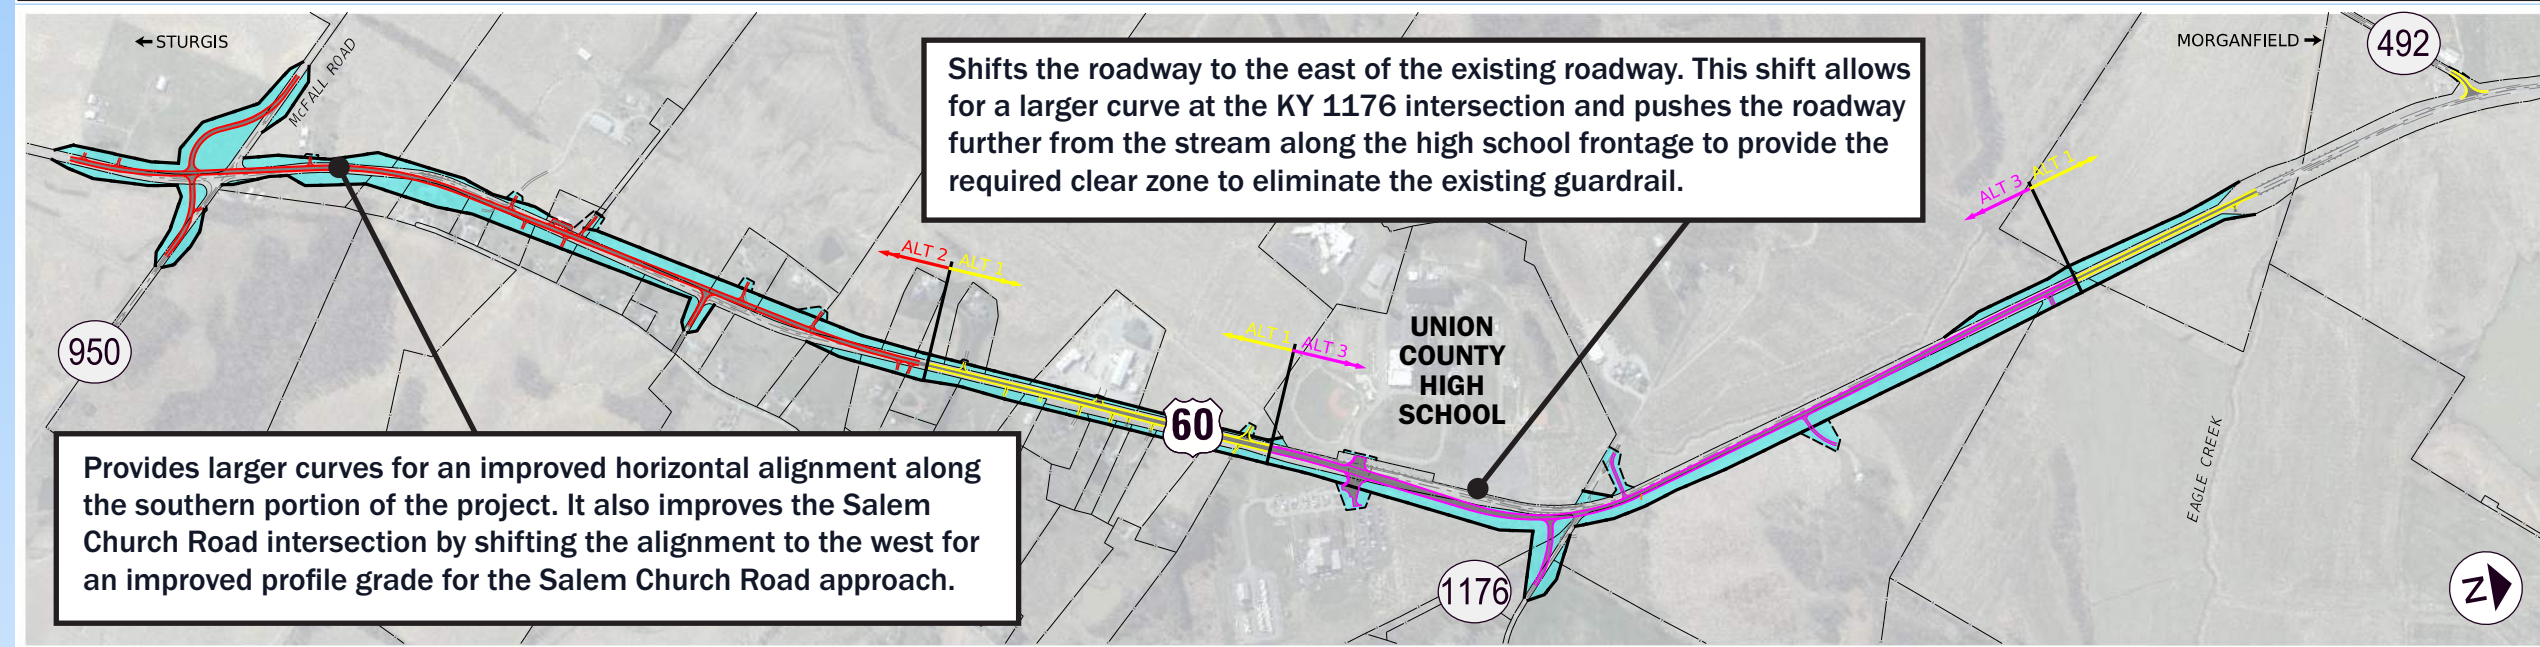 ← STURGIS
McFALL ROAD
MORGANFIELD →
492
Shifts the roadway to the east of the existing roadway. This shift allows
for a larger curve at the KY 1176 intersection and pushes the roadway
further from the stream along the high school frontage to provide the
required clear zone to eliminate the existing guardrail.
ALT 3
ALT 1
ALT 2
ALT 1
ALT 1
ALT 3
UNION
COUNTY
HIGH
SCHOOL
950
60
EAGLE CREEK
Provides larger curves for an improved horizontal alignment along
the southern portion of the project. It also improves the Salem
Church Road intersection by shifting the alignment to the west for
an improved profile grade for the Salem Church Road approach.
1176
N